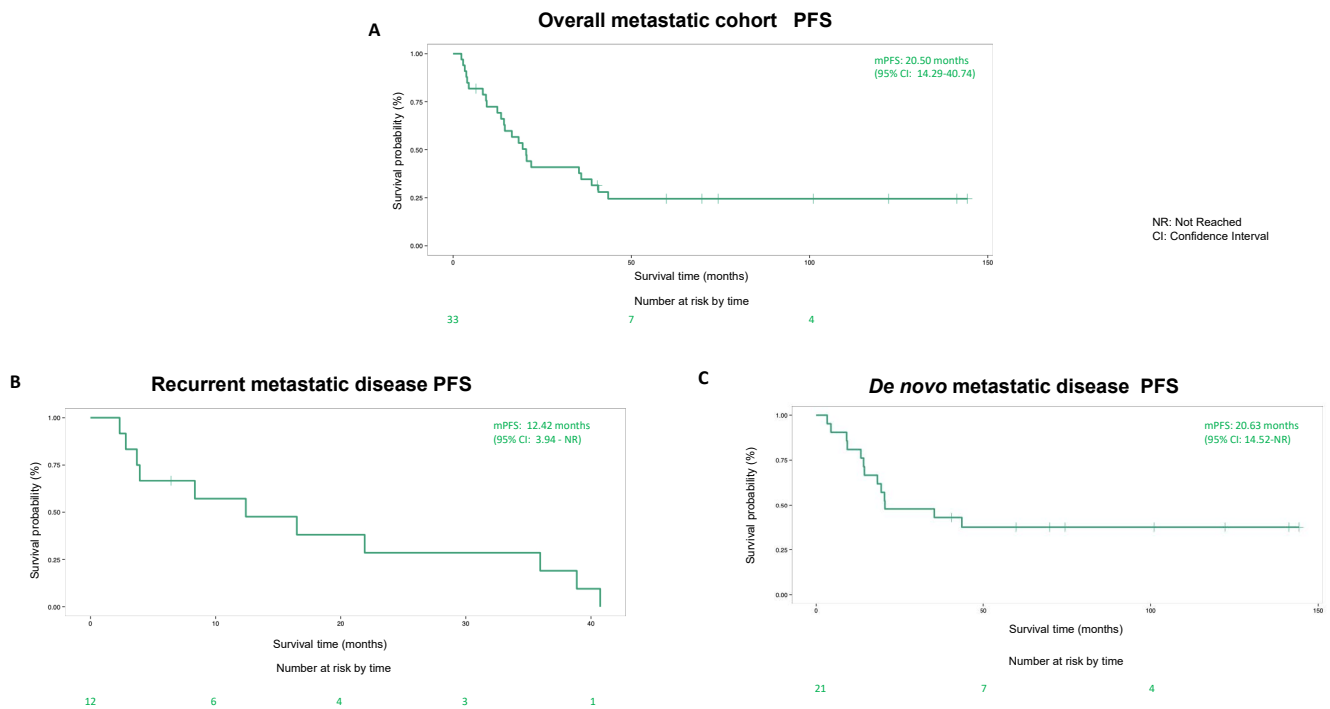 A
Overall metastatic cohort PFS
mPFS: 20.50 months
(95% CI: 14.29-40.74)
Survival probability (%)
1.00
0.75
0.50
0.25
0.00
0
50
100
150
Survival time (months)
Number at risk by time
33
7
4
NR: Not Reached
CI: Confidence Interval
B
Recurrent metastatic disease PFS
mPFS: 12.42 months
(95% CI: 3.94 - NR)
Survival probability (%)
1.00
0.75
0.50
0.25
0.00
0
10
20
30
40
Survival time (months)
Number at risk by time
12
6
4
3
1
C
De novo metastatic disease PFS
mPFS: 20.63 months
(95% CI: 14.52-NR)
Survival probability (%)
1.00
0.75
0.50
0.25
0.00
0
50
100
150
Survival time (months)
Number at risk by time
21
7
4